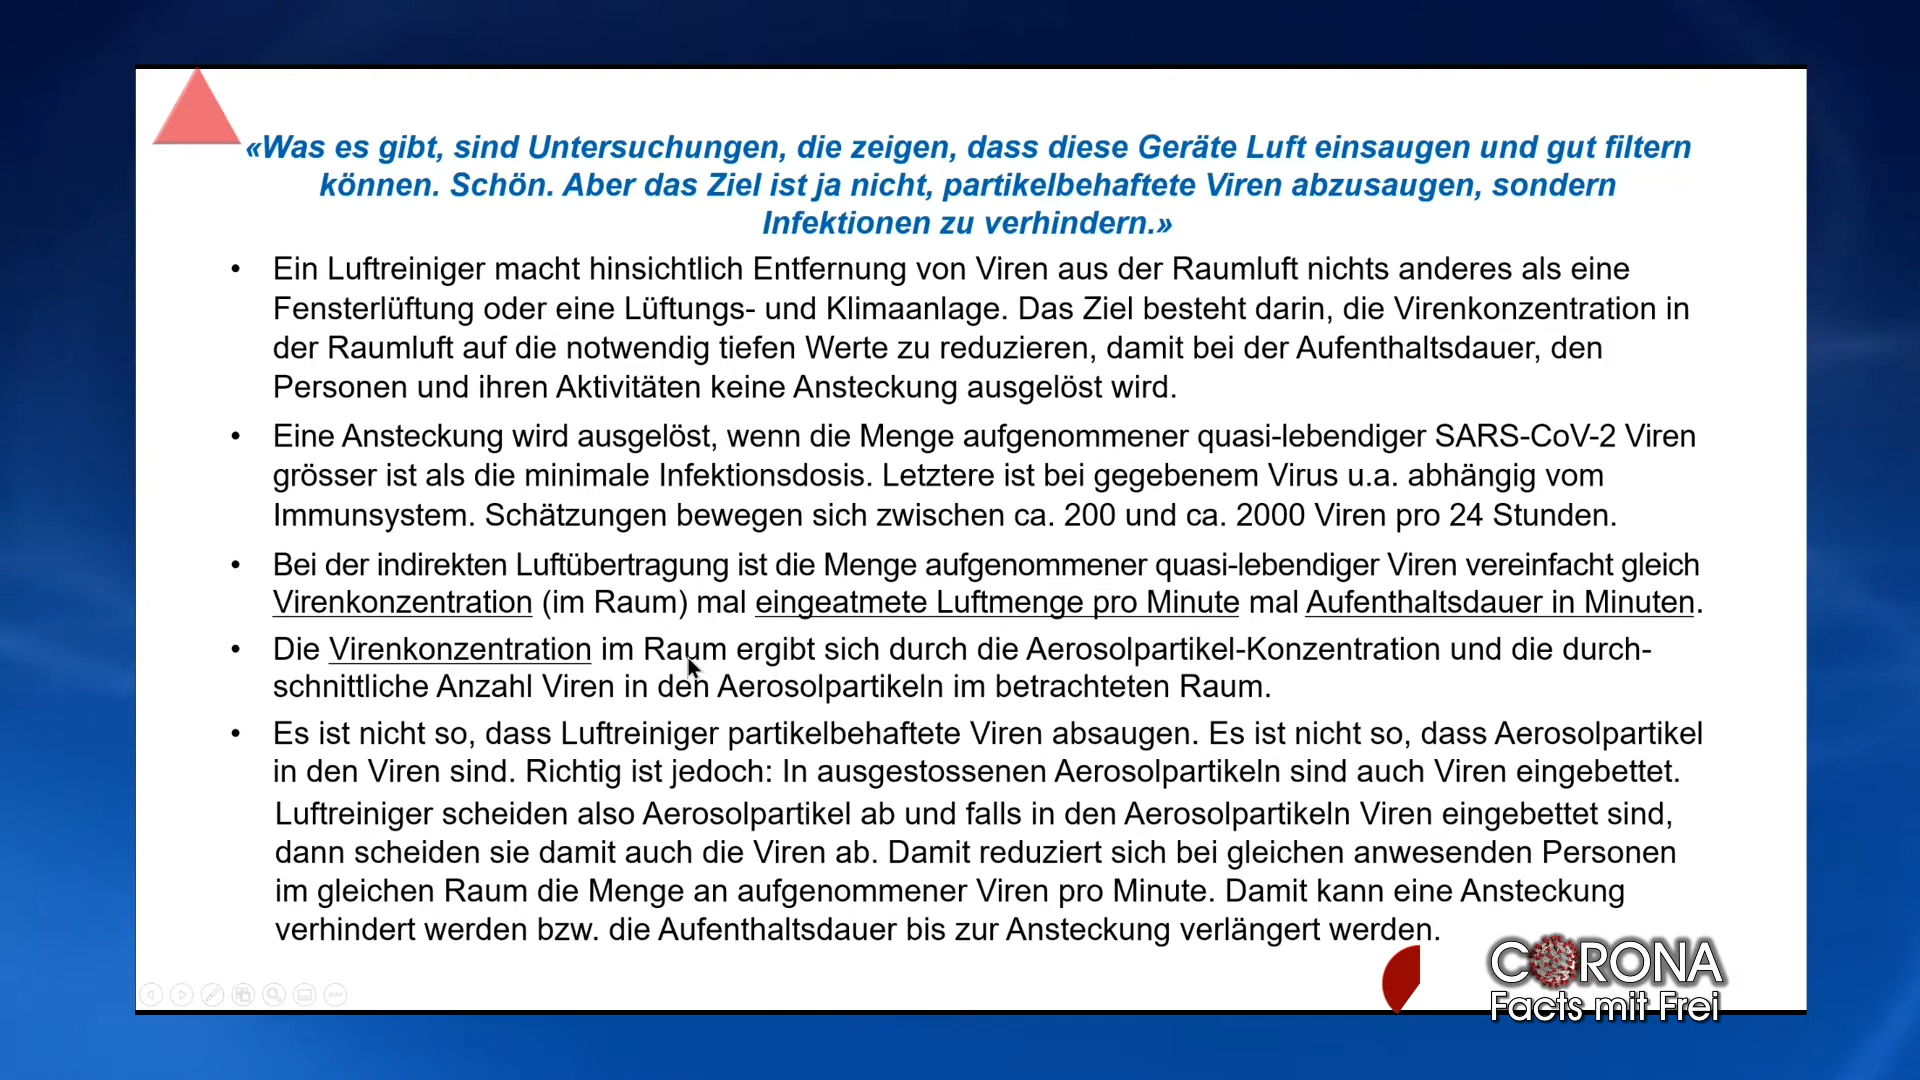 «Was es gibt, sind Untersuchungen, die zeigen, dass diese Geräte Luft einsaugen und gut filtern
können. Schön. Aber das Ziel ist ja nicht, partikelbehaftete Viren abzusaugen, sondern
Infektionen zu verhindern.»
• Ein Luftreiniger macht hinsichtlich Entfernung von Viren aus der Raumluft nichts anderes als eine
Fensterlüftung oder eine Lüftungs- und Klimaanlage. Das Ziel besteht darin, die Virenkonzentration in
der Raumluft auf die notwendig tiefen Werte zu reduzieren, damit bei der Aufenthaltsdauer, den
Personen und ihren Aktivitäten keine Ansteckung ausgelöst wird.
• Eine Ansteckung wird ausgelöst, wenn die Menge aufgenommener quasi-lebendiger SARS-CoV-2 Viren
grösser ist als die minimale Infektionsdosis. Letztere ist bei gegebenem Virus u.a. abhängig vom
Immunsystem. Schätzungen bewegen sich zwischen ca. 200 und ca. 2000 Viren pro 24 Stunden.
• Bei der indirekten Luftübertragung ist die Menge aufgenommener quasi-lebendiger Viren vereinfacht gleich
Virenkonzentration (im Raum) mal eingeatmete Luftmenge pro Minute mal Aufenthaltsdauer in Minuten.
• Die Virenkonzentration im Raum ergibt sich durch die Aerosolpartikel-Konzentration und die durch-
schnittliche Anzahl Viren in den Aerosolpartikeln im betrachteten Raum.
• Es ist nicht so, dass Luftreiniger partikelbehaftete Viren absaugen. Es ist nicht so, dass Aerosolpartikel
in den Viren sind. Richtig ist jedoch: In ausgestossenen Aerosolpartikeln sind auch Viren eingebettet.
Luftreiniger scheiden also Aerosolpartikel ab und falls in den Aerosolpartikeln Viren eingebettet sind,
dann scheiden sie damit auch die Viren ab. Damit reduziert sich bei gleichen anwesenden Personen
im gleichen Raum die Menge an aufgenommener Viren pro Minute. Damit kann eine Ansteckung
verhindert werden bzw. die Aufenthaltsdauer bis zur Ansteckung verlängert werden.
CORONA
Facts mit Frei